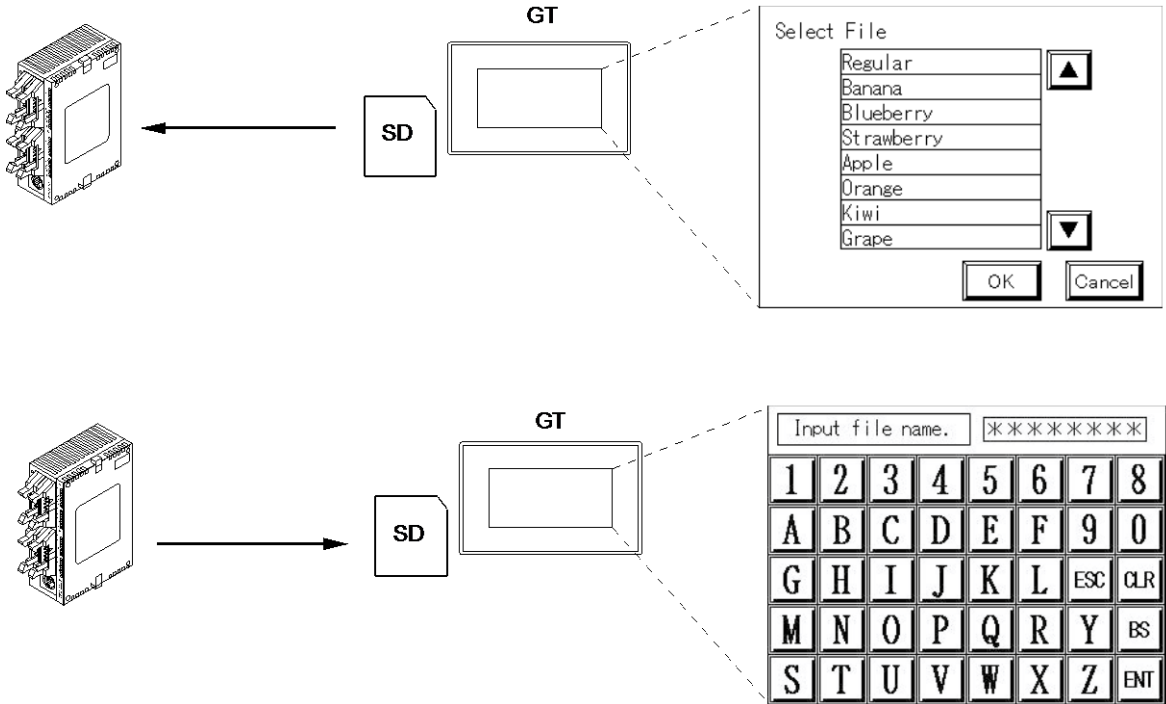 GT
SD
Select File
Regular
Banana
Blueberry
Strawberry
Apple
Orange
Kiwi
Grape
▲
▼
OK Cancel
GT
SD
Input file name. ********
1 2 3 4 5 6 7 8
A B C D E F 9 0
G H I J K L ESC CLR
M N O P Q R Y BS
S T U V W X Z ENT